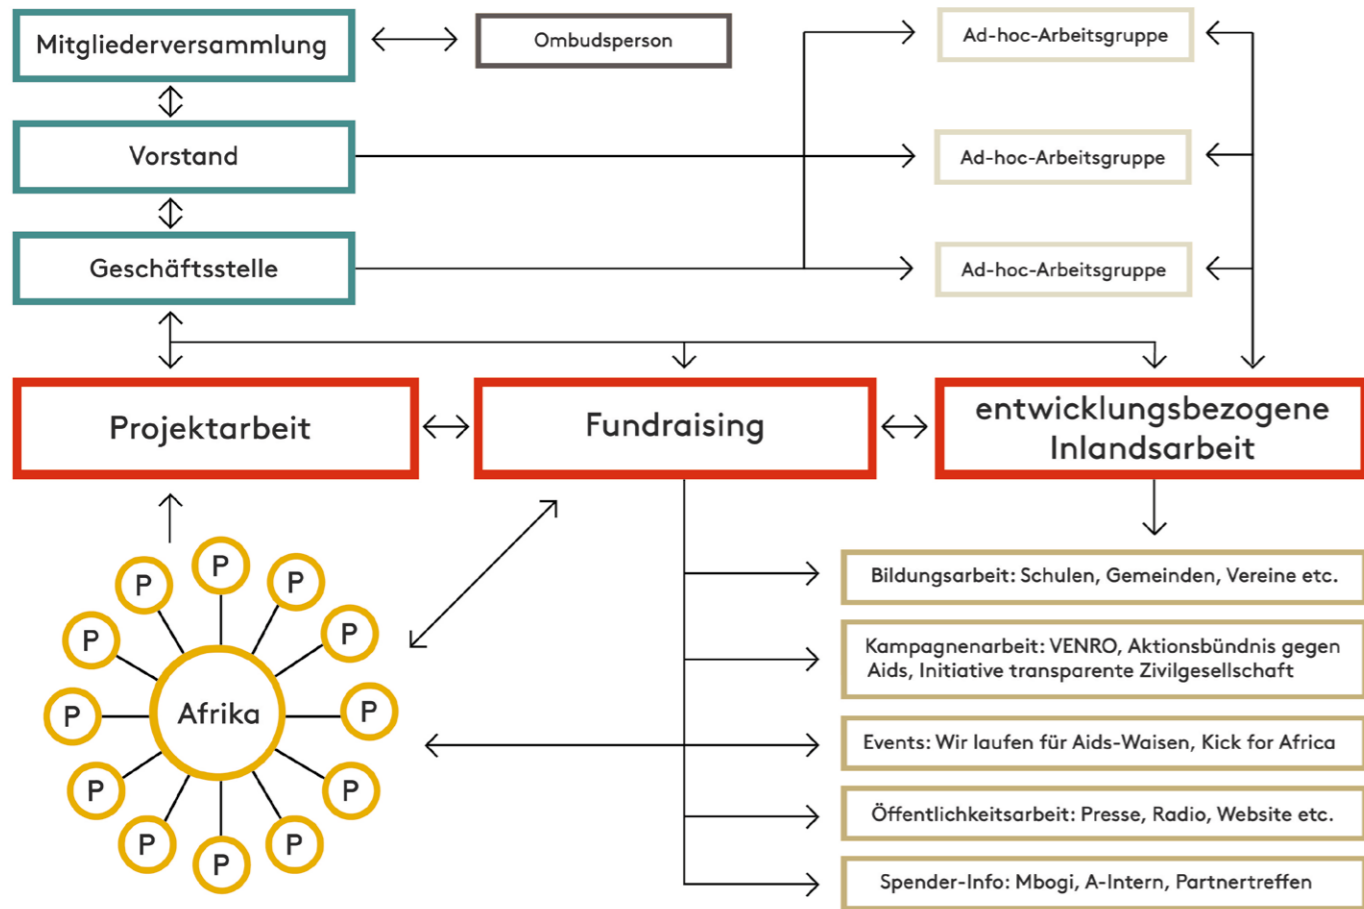 Mitgliederversammlung
Ombudsperson
Ad-hoc-Arbeitsgruppe
Vorstand
Ad-hoc-Arbeitsgruppe
Geschäftsstelle
Ad-hoc-Arbeitsgruppe
Projektarbeit
Fundraising
entwicklungsbezogene
Inlandsarbeit
P
P
P
P
P
P
P
P
P
P
P
P
Afrika
Bildungsarbeit: Schulen, Gemeinden, Vereine etc.
Kampagnenarbeit: VENRO, Aktionsbündnis gegen
Aids, Initiative transparente Zivilgesellschaft
Events: Wir laufen für Aids-Waisen, Kick for Africa
Öffentlichkeitsarbeit: Presse, Radio, Website etc.
Spender-Info: Mbogi, A-Intern, Partnertreffen